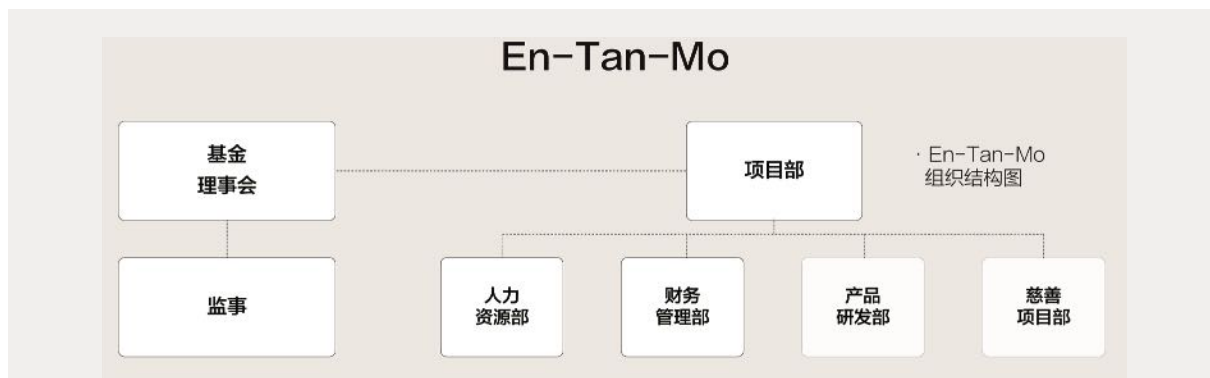 En-Tan-Mo
基金
理事会
项目部
· En-Tan-Mo
组织结构图
监事
人力
资源部
财务
管理部
产品
研发部
慈善
项目部